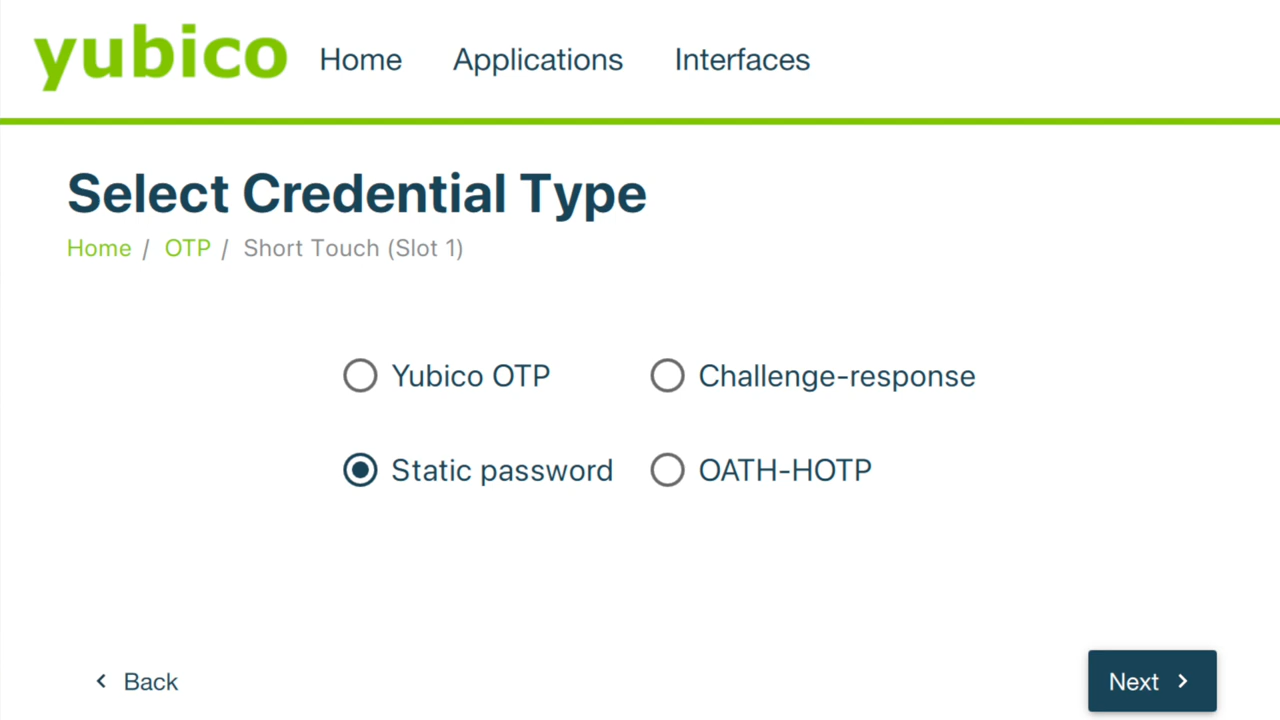 yubico Home Applications Interfaces
Select Credential Type
Home / OTP / Short Touch (Slot 1)
Yubico OTP Challenge-response
Static password OATH-HOTP
Back Next